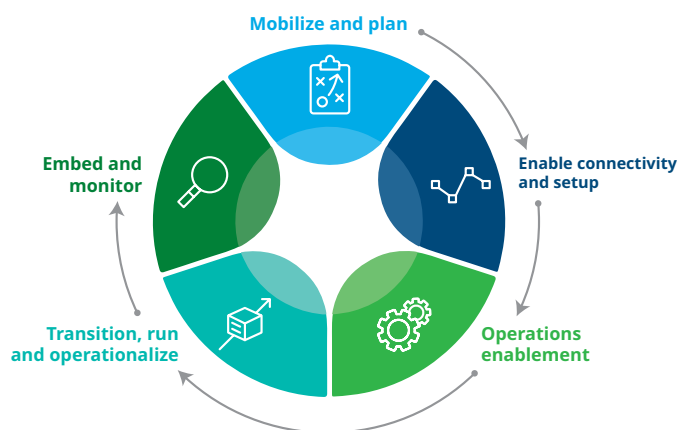 Mobilize and plan
Enable connectivity
and setup
Operations
enablement
Transition, run
and operationalize
Embed and
monitor